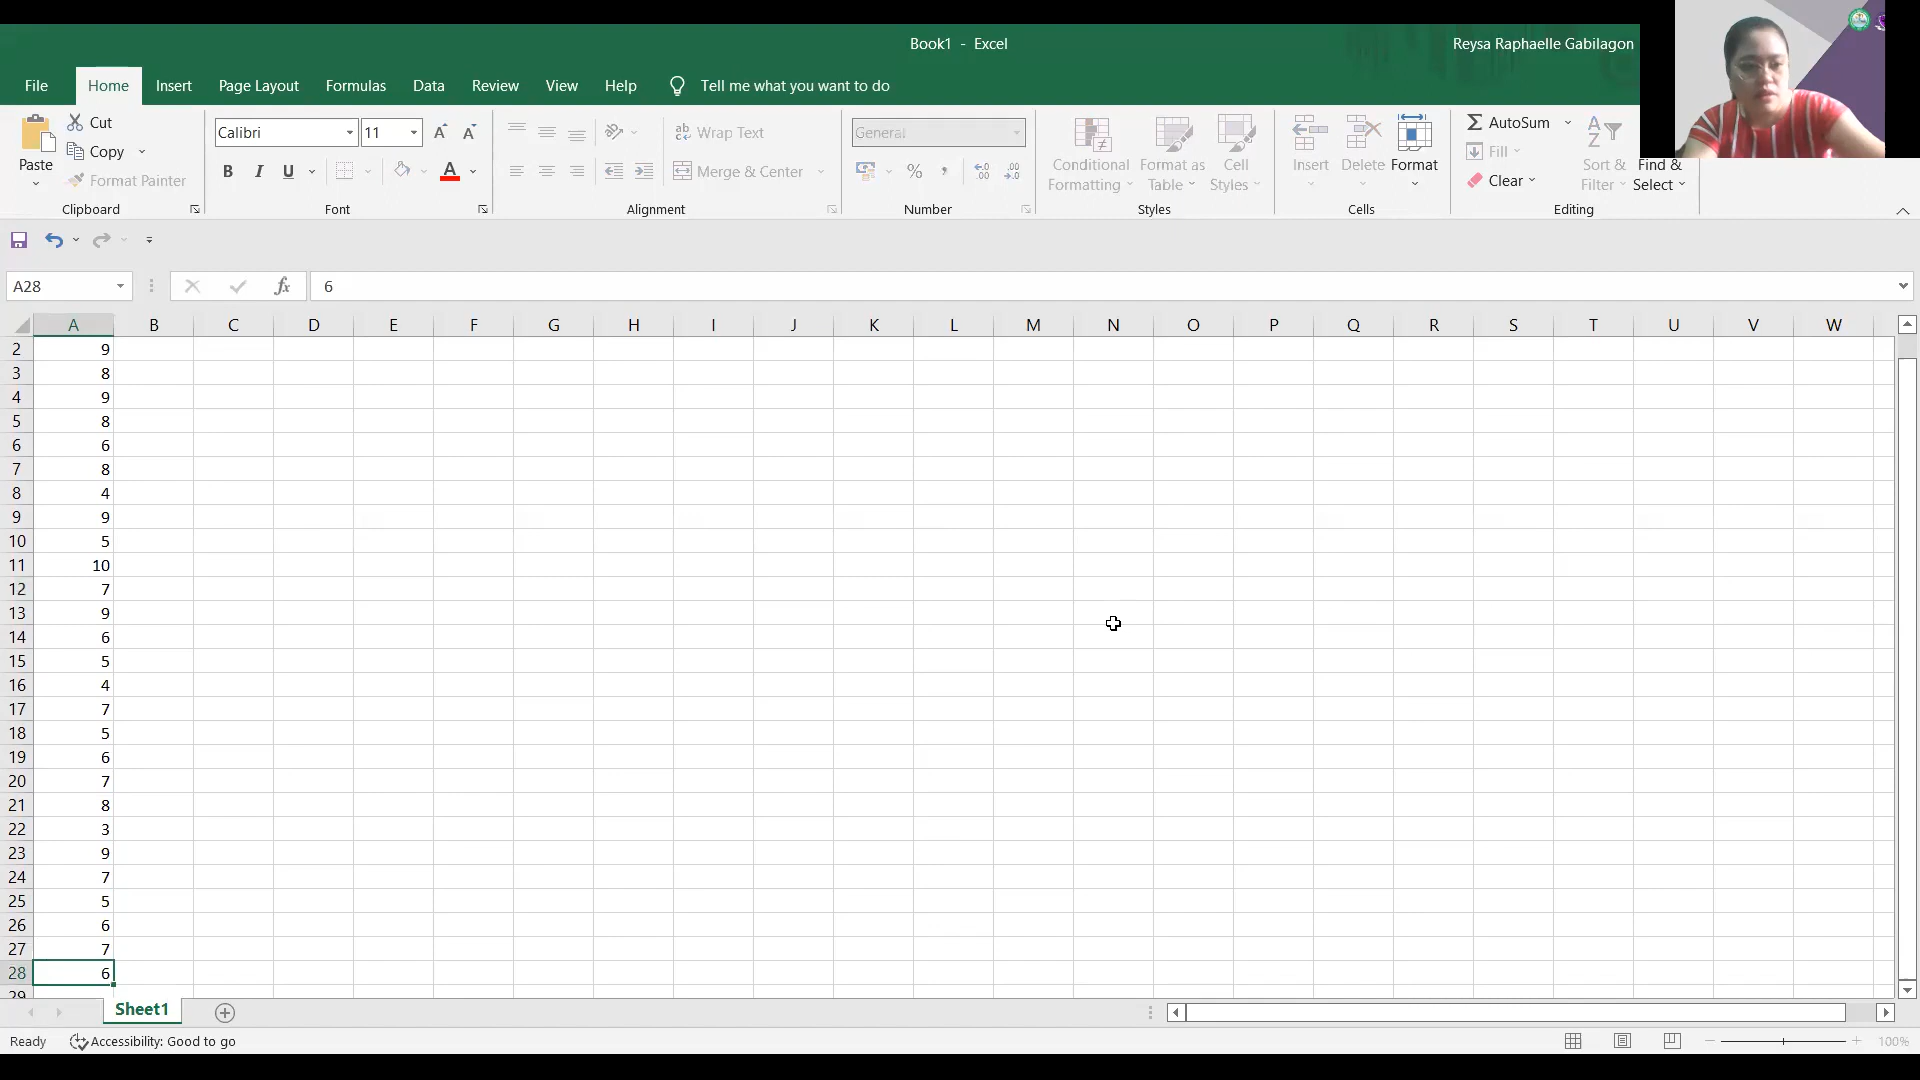 Book1 - Excel
Reysa Raphaelle Gabilagon
File Home Insert Page Layout Formulas Data Review View Help Tell me what you want to do
Paste
Cut
Copy
Format Painter
Clipboard
Calibri 11
B I U
Font
Wrap Text
Merge & Center
Alignment
General
Number
Conditional Formatting
Format as Table
Cell Styles
Styles
Insert
Delete
Format
Cells
AutoSum
Fill
Clear
Sort & Filter
Find & Select
Editing
A28 fx 6
A B C D E F G H I J K L M N O P Q R S T U V W
2 9
3 8
4 9
5 8
6 6
7 8
8 4
9 9
10 5
11 10
12 7
13 9
14 6
15 5
16 4
17 7
18 5
19 6
20 7
21 8
22 3
23 9
24 7
25 5
26 6
27 7
28 6
29
Sheet1
Ready Accessibility: Good to go 100%